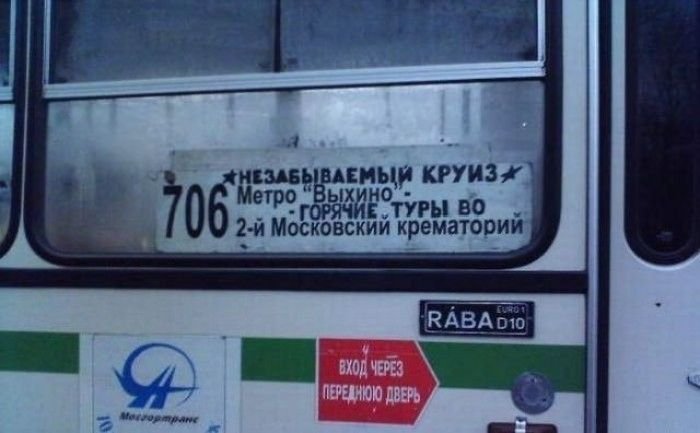 ★НЕЗАБЫВАЕМЫЙ КРУИЗ★
706
Метро "Выхино"-
- ГОРЯЧИЕ ТУРЫ ВО
2-й Московский крематорий
RÁBA
EURO 1
D10
ВХОД ЧЕРЕЗ
ПЕРЕДНЮЮ ДВЕРЬ
Мосгортранс